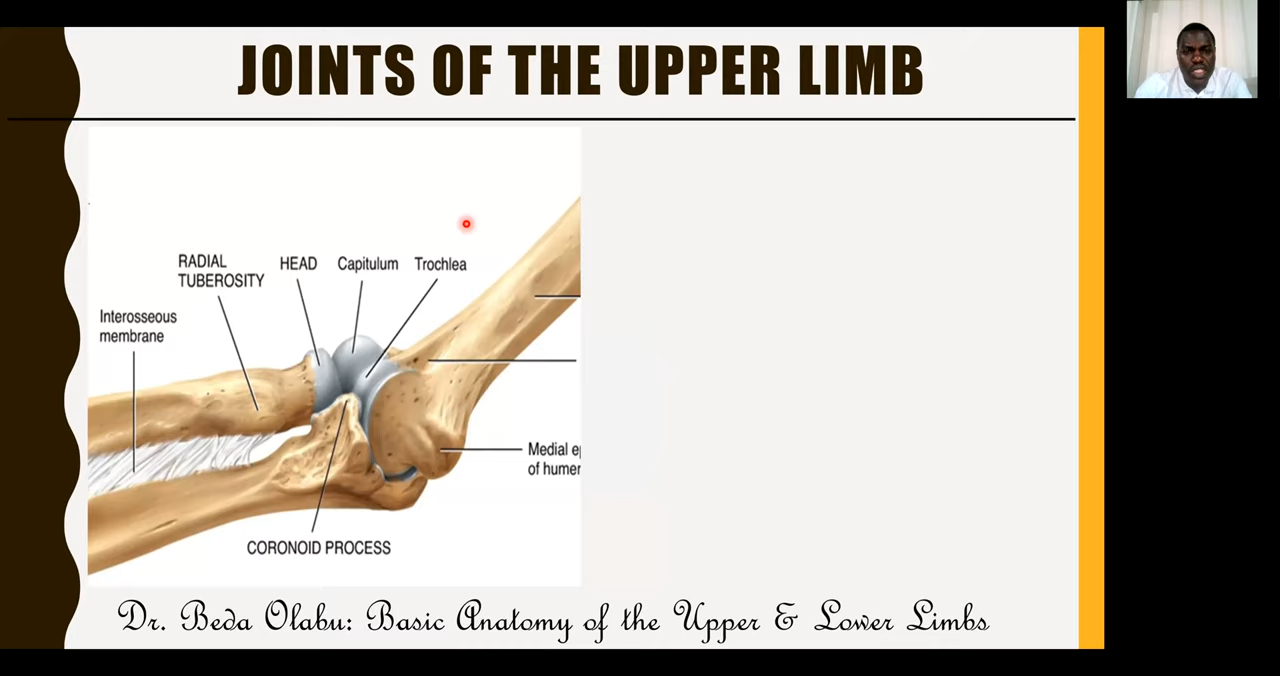 JOINTS OF THE UPPER LIMB
RADIAL
TUBEROSITY
HEAD
Capitulum
Trochlea
Interosseous
membrane
Medial
of
CORONOID PROCESS
Dr. Beda Olabu: Basic Anatomy of the Upper & Lower Limbs